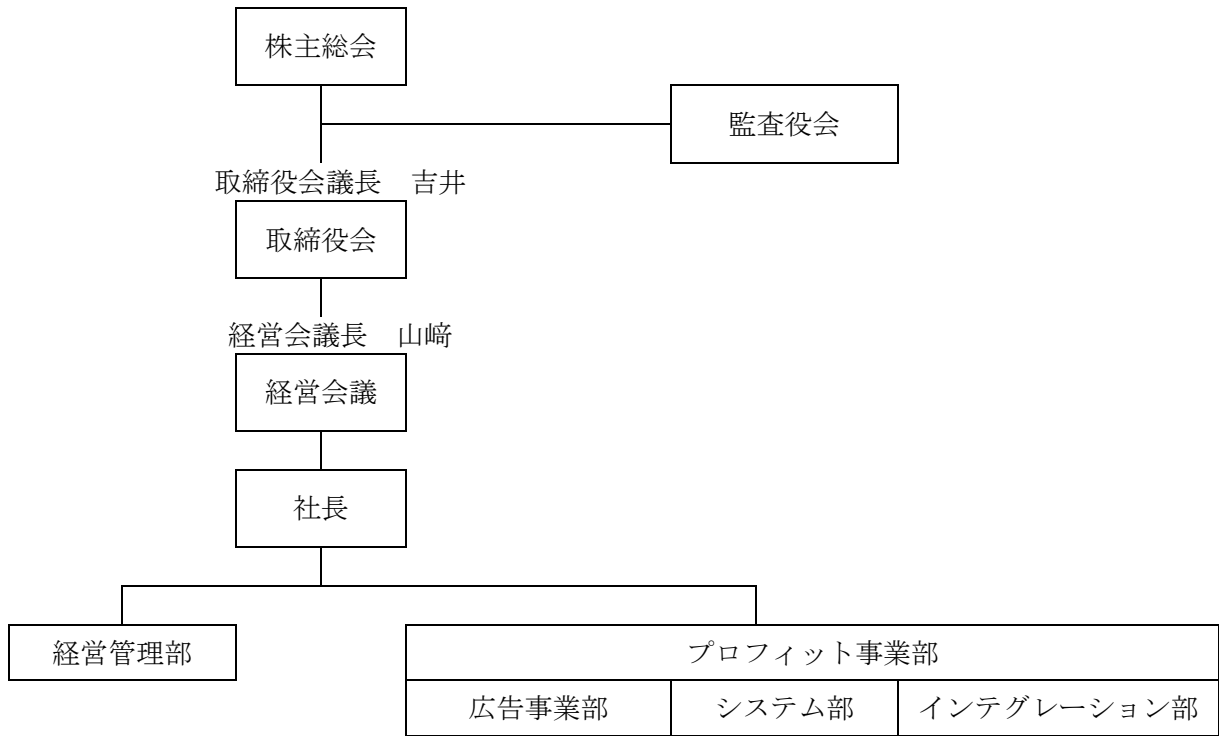 株主総会
監査役会
取締役会議長　吉井
取締役会
経営会議長　山﨑
経営会議
社長
経営管理部
プロフィット事業部
広告事業部
システム部
インテグレーション部